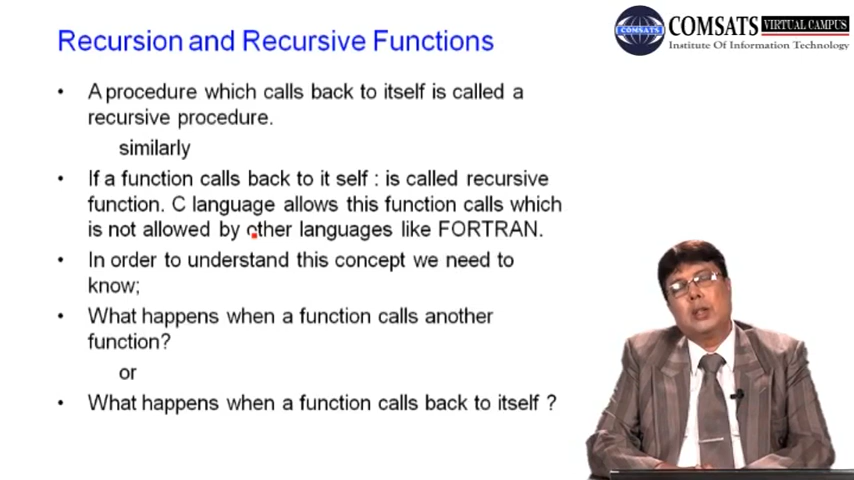 Recursion and Recursive Functions
COMSATS
COMSATS VIRTUAL CAMPUS
Institute Of Information Technology
• A procedure which calls back to itself is called a
recursive procedure.
similarly
• If a function calls back to it self : is called recursive
function. C language allows this function calls which
is not allowed by other languages like FORTRAN.
• In order to understand this concept we need to
know;
• What happens when a function calls another
function?
or
• What happens when a function calls back to itself ?